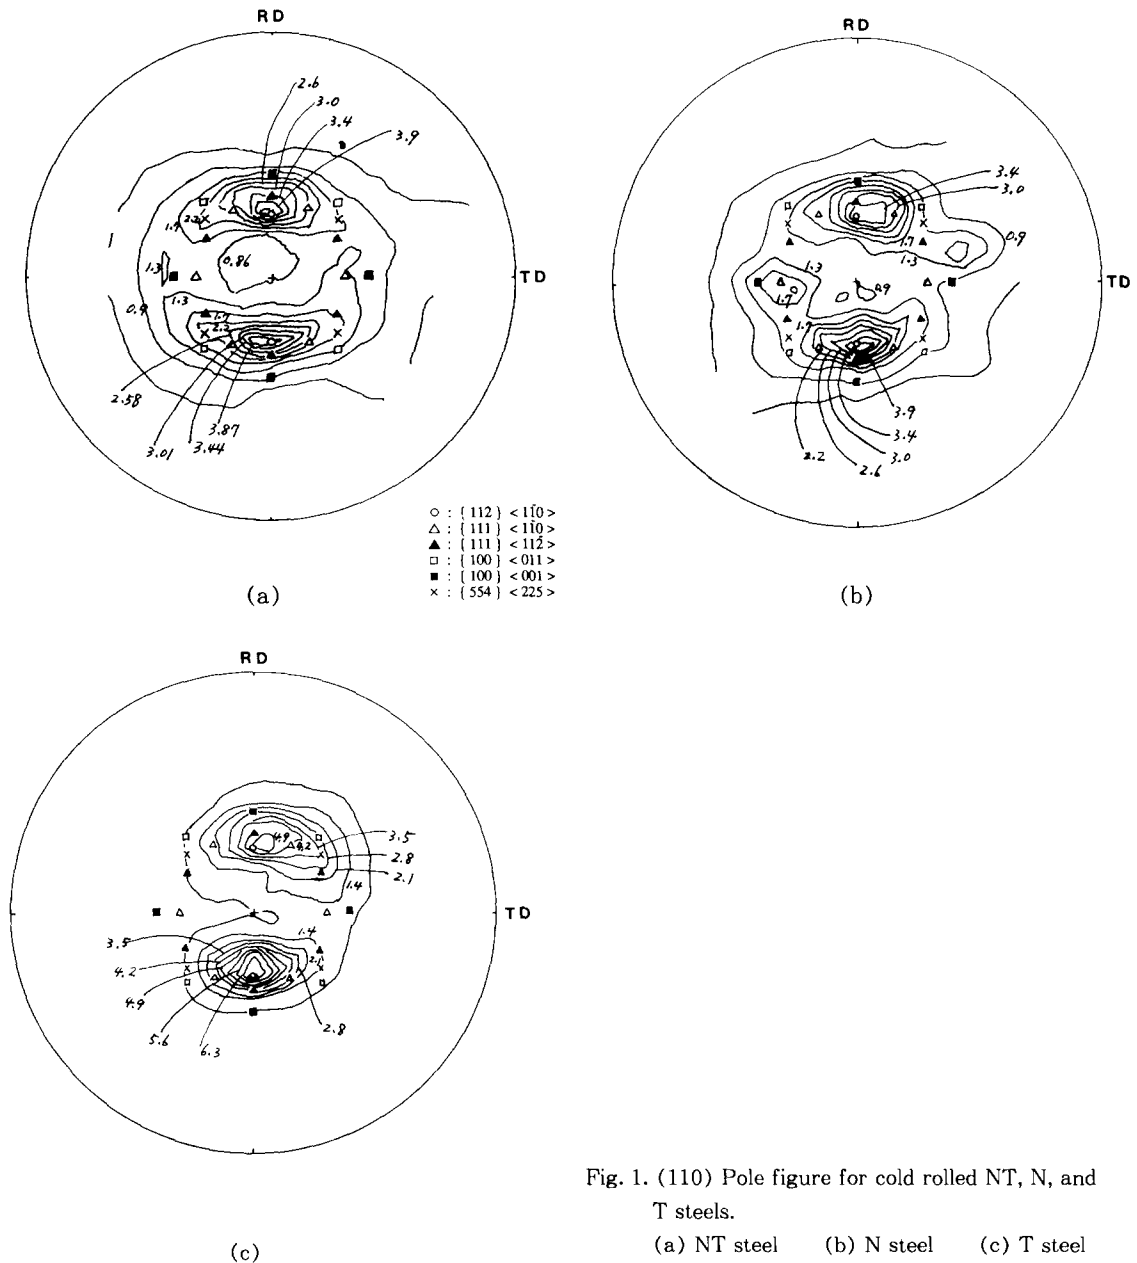 RD
2.6
3.0
3.4
3.9
2.2
1.7
0.86
TD
1.3
1.3
0.9
1.7
2.2
2.58
3.87
3.01
3.44
○ : { 112 } < 11̄0 >
△ : { 111 } < 11̄0 >
▲ : { 111 } < 112̄ >
□ : { 100 } < 011 >
■ : { 100 } < 001 >
× : { 554 } < 225 >
(a)
RD
3.4
3.0
0.9
1.7
1.3
TD
1.3
0.9
1.7
1.7
3.9
3.4
2.2
3.0
2.6
(b)
RD
4.9
4.2
3.5
2.8
2.1
1.4
TD
1.4
3.5
2.1
4.2
4.9
2.8
5.6
6.3
(c)
Fig. 1. (110) Pole figure for cold rolled NT, N, and
T steels.
(a) NT steel (b) N steel (c) T steel